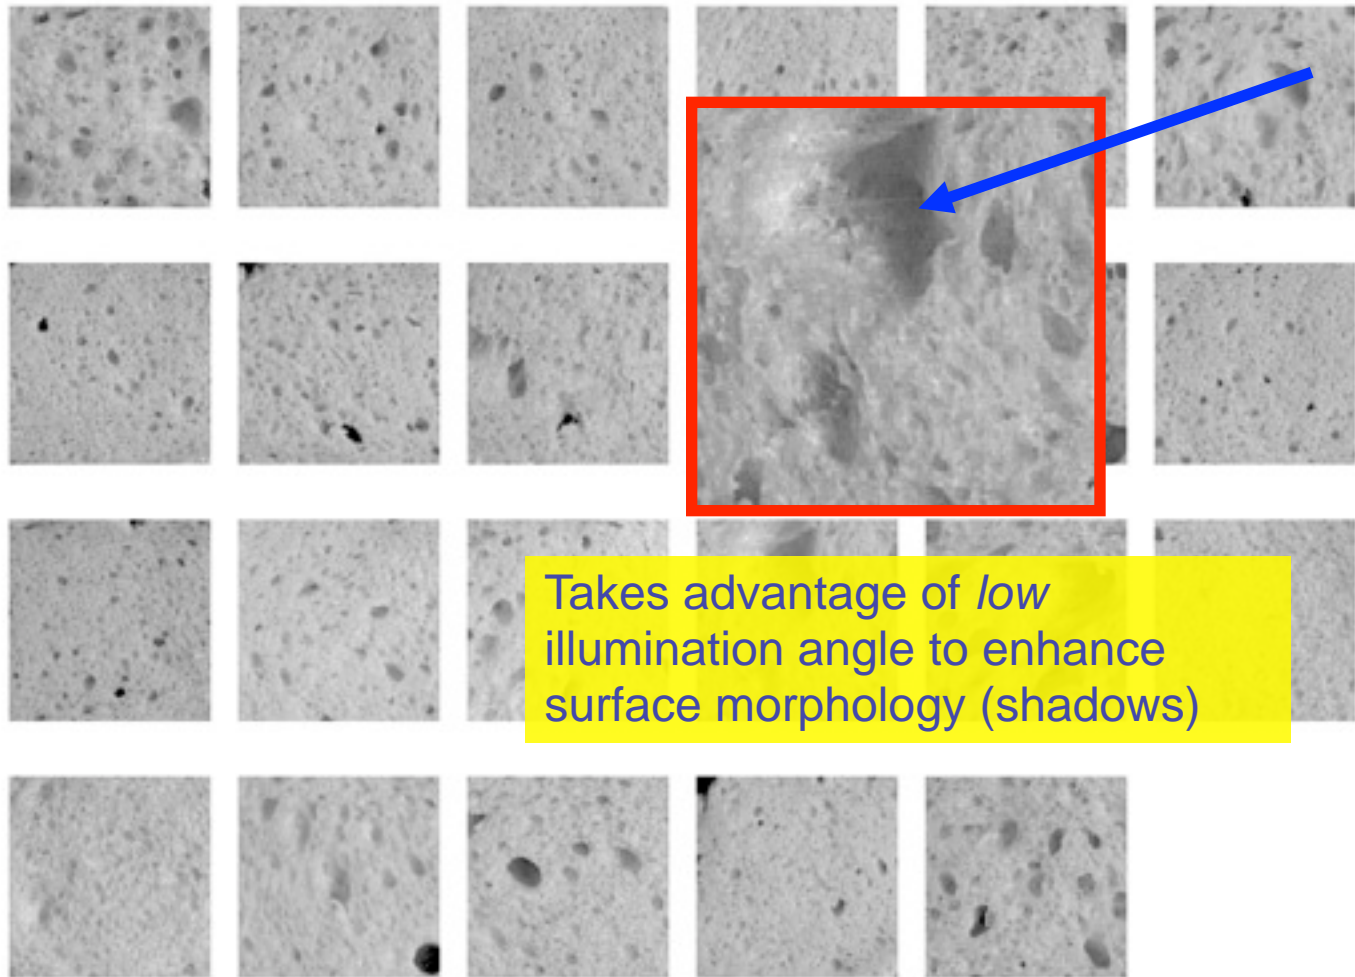 Takes advantage of low
illumination angle to enhance
surface morphology (shadows)